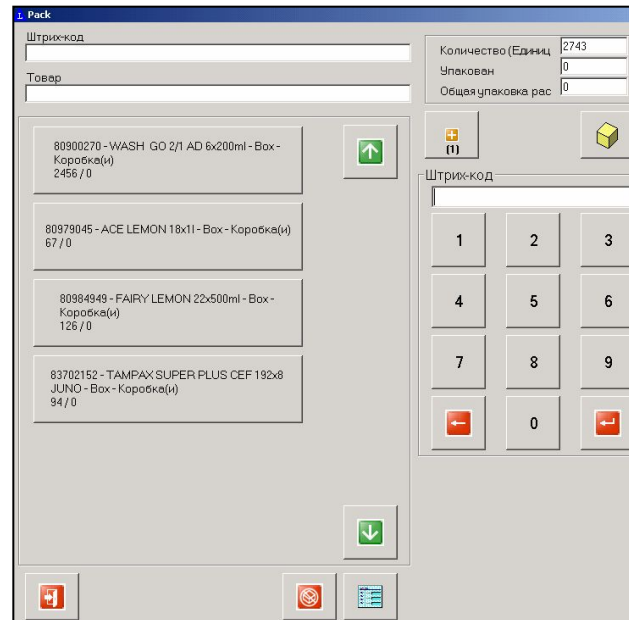 Pack
Штрих-код
Товар
Количество (Единиц
2743
Упакован
0
Общая упаковка рас
0
80900270 - WASH GO 2/1 AD 6x200ml - Box -
Коробка(и)
2456 / 0
80979045 - ACE LEMON 18x1l - Box - Коробка(и)
67 / 0
80984949 - FAIRY LEMON 22x500ml - Box -
Коробка(и)
126 / 0
83702152 - TAMPAX SUPER PLUS CEF 192x8
JUNO - Box - Коробка(и)
94 / 0
(1)
Штрих-код
1
2
3
4
5
6
7
8
9
0